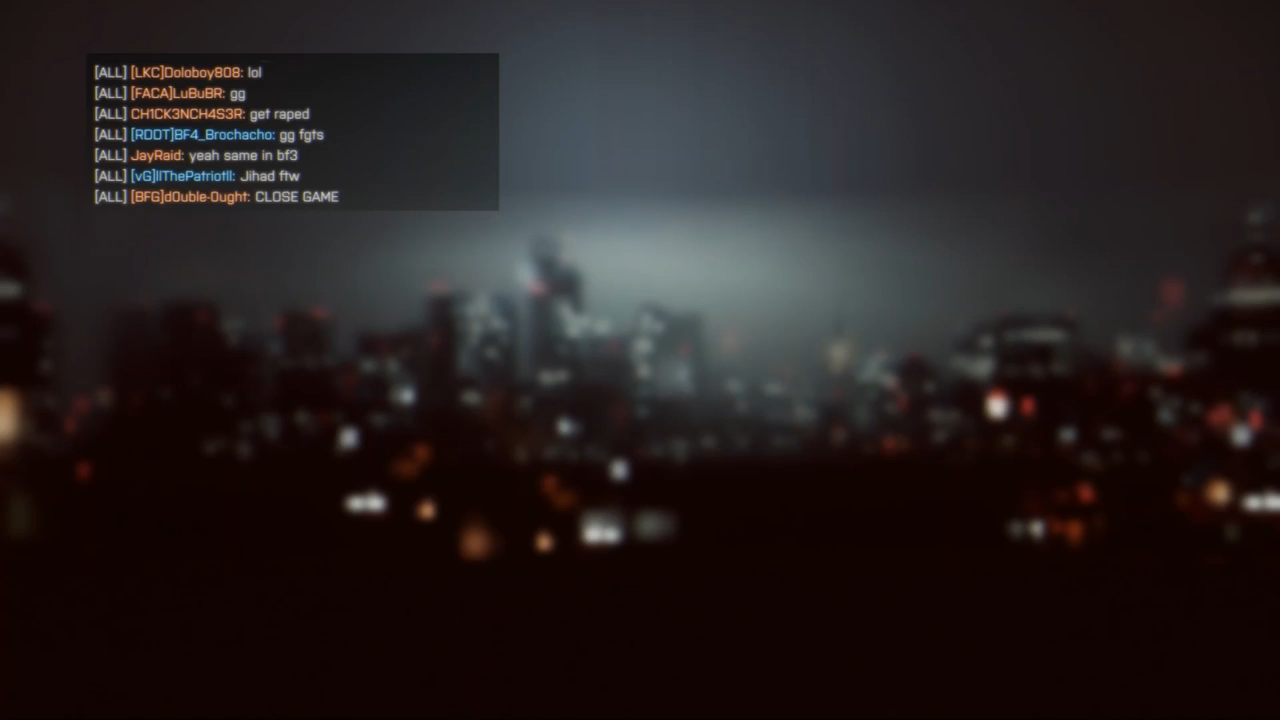 [ALL] [LKC]Doloboy808: lol
[ALL] [FACA]LuBuBR: gg
[ALL] CH1CK3NCH4S3R: get raped
[ALL] [RDDT]BF4_Brochacho: gg fgts
[ALL] JayRaid: yeah same in bf3
[ALL] [vG]llThePatriotll: Jihad ftw
[ALL] [BFG]d0uble-0ught: CLOSE GAME